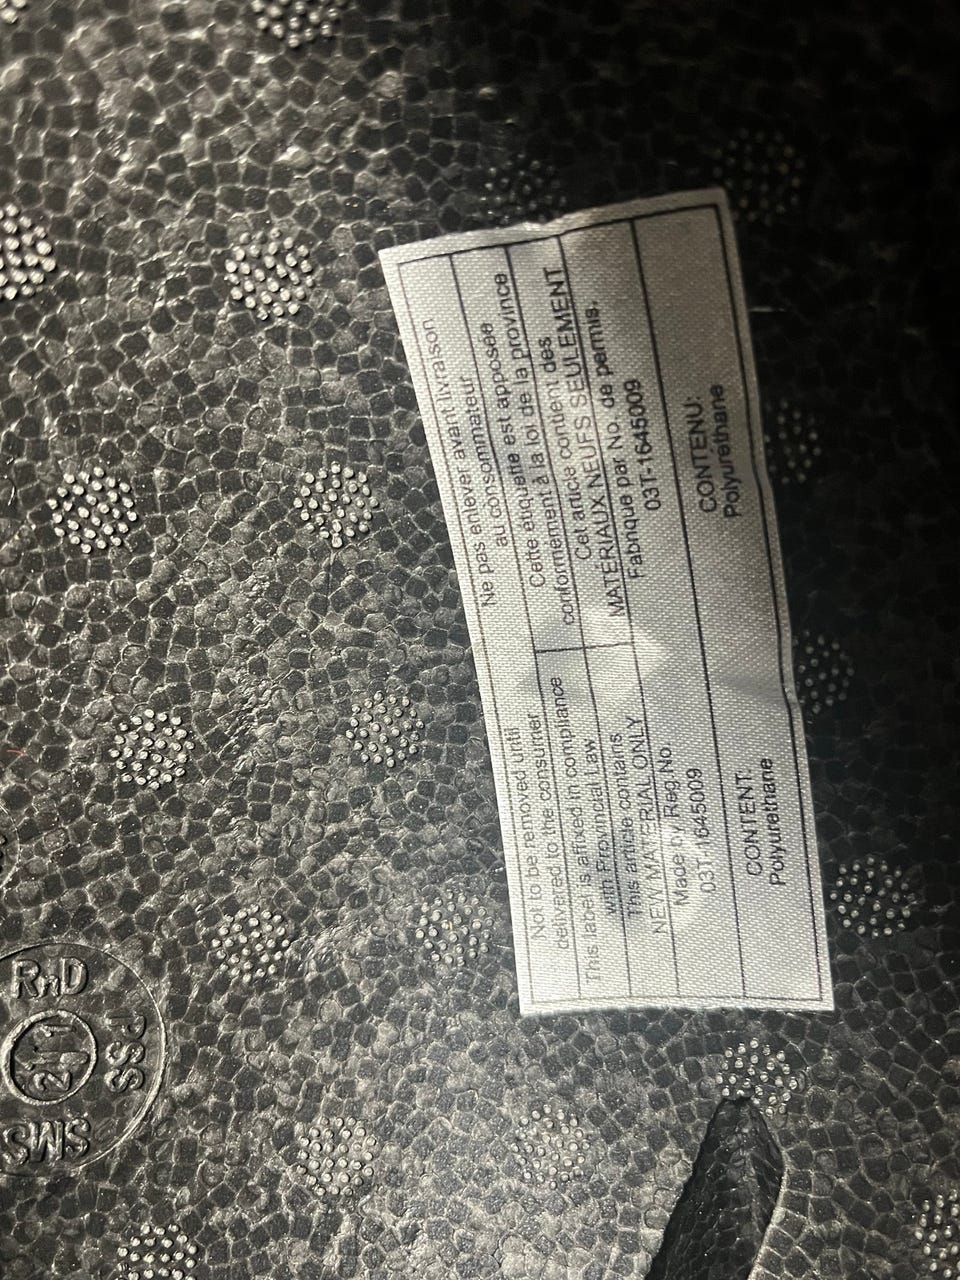 Not to be removed until
delivered to the consumer
This label is affixed in compliance
with Provincial Law
This article contains
NEW MATERIAL ONLY
Made by Reg.No.
03T-1645009
CONTENT:
Polyurethane
Ne pas enlever avant livraison
au consommateur
Cette étiquette est apposée
conformément à la loi de la province
Cet article contient des
MATÉRIAUX NEUFS SEULEMENT
Fabriqué par No. de permis.
03T-1645009
CONTENU:
Polyuréthane
RnD
PSS
SMS
21